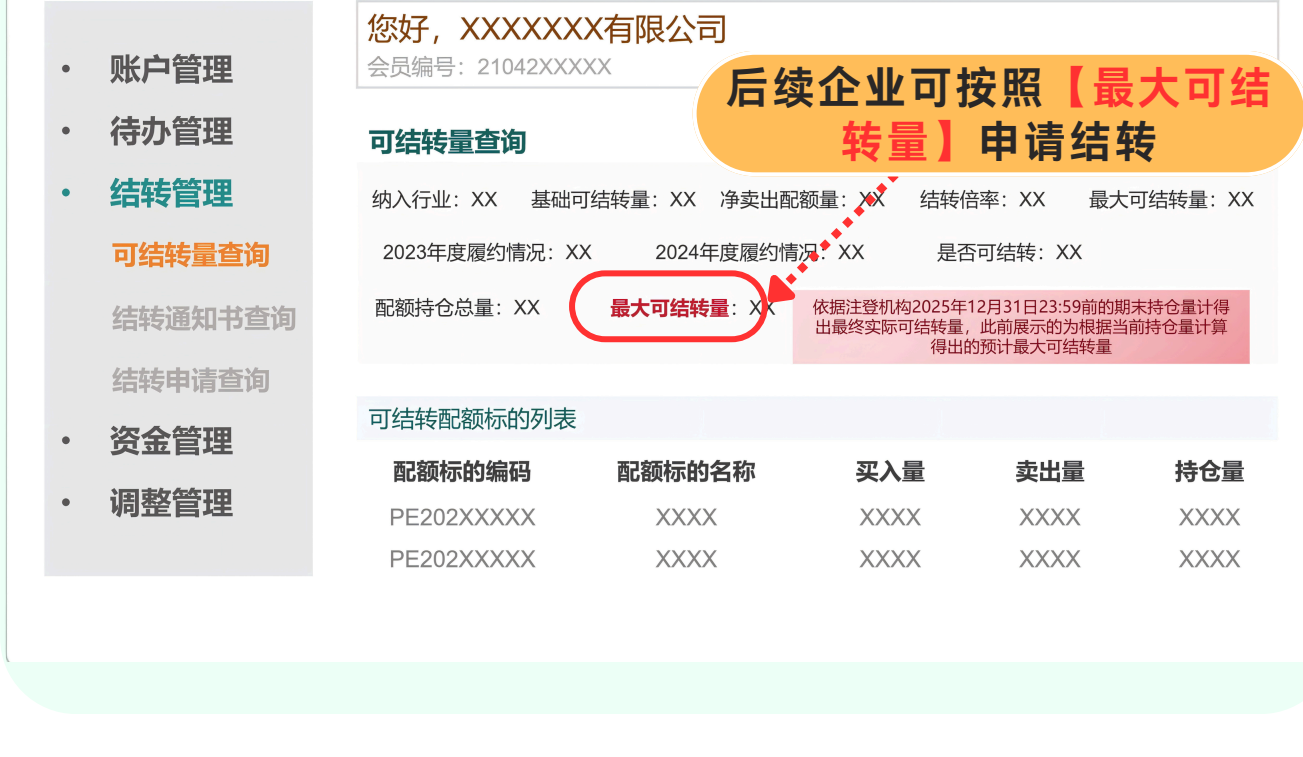 您好，XXXXXXX有限公司
会员编号：21042XXXXX
后续企业可按照【最大可结
转量】申请结转
• 账户管理
• 待办管理
• 结转管理
可结转量查询
结转通知书查询
结转申请查询
• 资金管理
• 调整管理
可结转量查询
纳入行业：XX 基础可结转量：XX 净卖出配额量：XX 结转倍率：XX 最大可结转量：XX
2023年度履约情况：XX 2024年度履约情况：XX 是否可结转：XX
配额持仓总量：XX 最大可结转量：XX
依据注登机构2025年12月31日23:59前的期末持仓量计得
出最终实际可结转量，此前展示的为根据当前持仓量计算
得出的预计最大可结转量
可结转配额标的列表
配额标的编码 配额标的名称 买入量 卖出量 持仓量
PE202XXXXX XXXX XXXX XXXX XXXX
PE202XXXXX XXXX XXXX XXXX XXXX